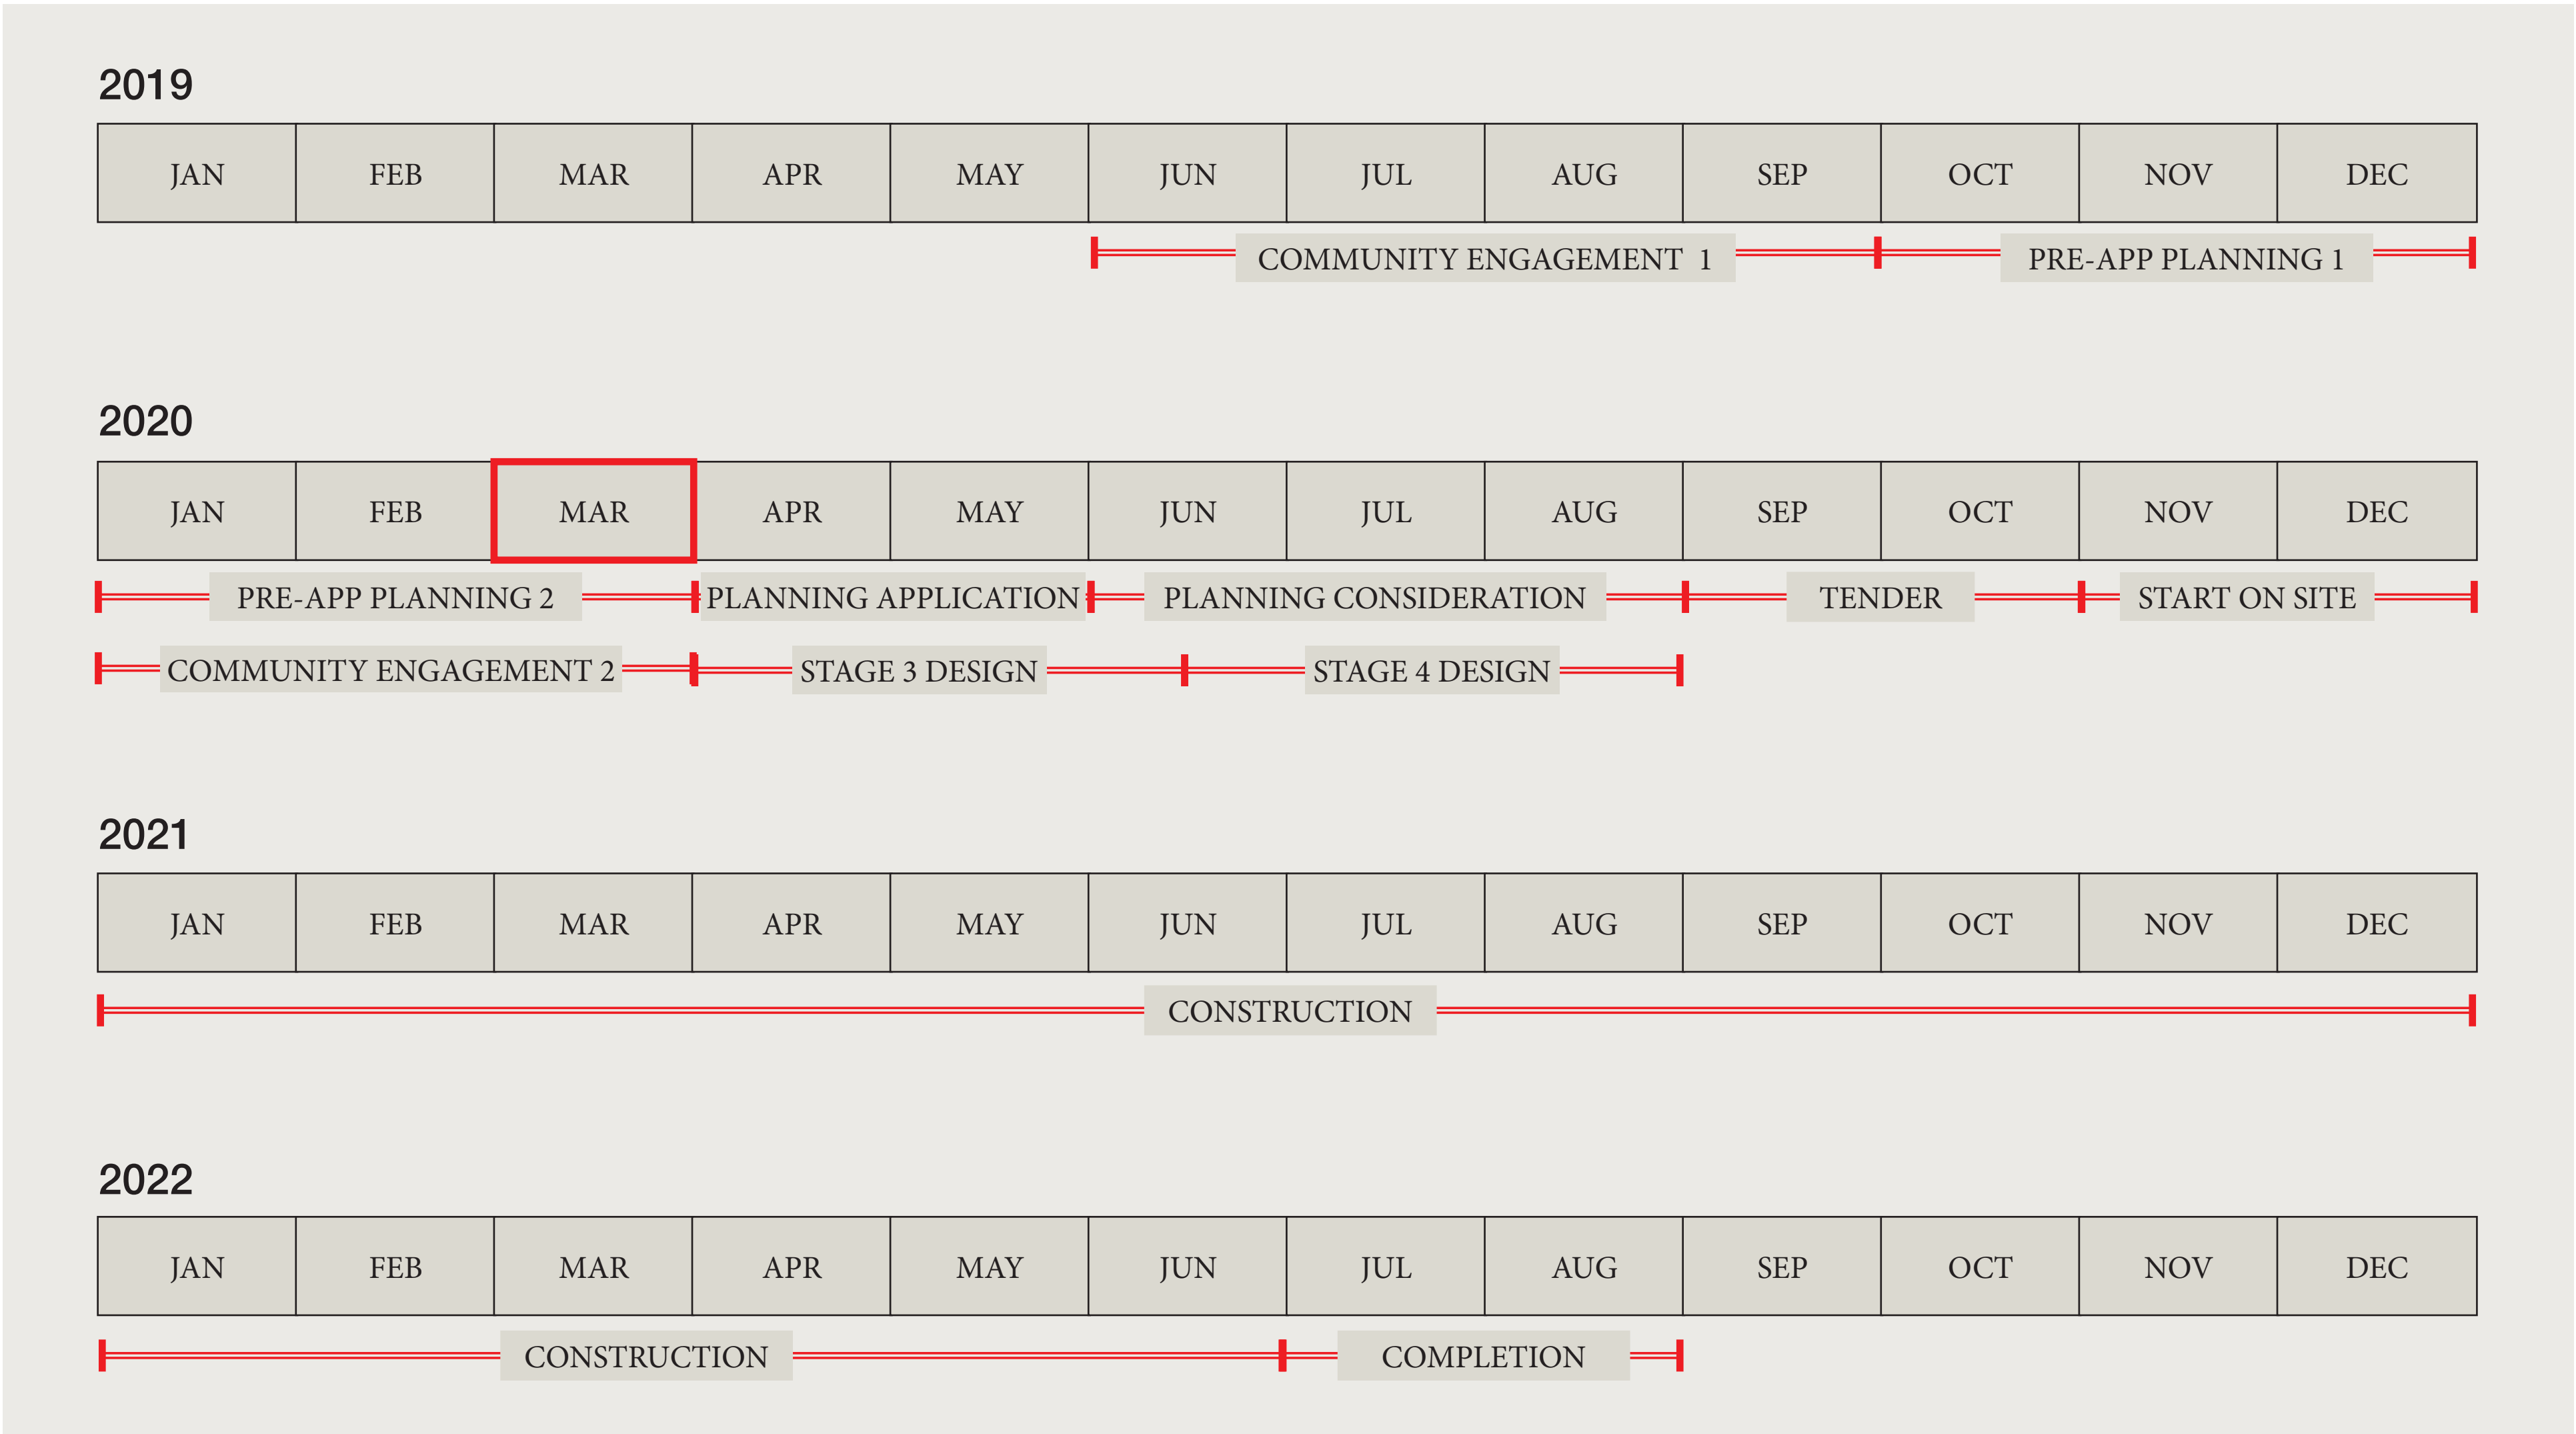 2019
JAN FEB MAR APR MAY JUN JUL AUG SEP OCT NOV DEC
COMMUNITY ENGAGEMENT 1 PRE-APP PLANNING 1
2020
JAN FEB MAR APR MAY JUN JUL AUG SEP OCT NOV DEC
PRE-APP PLANNING 2 PLANNING APPLICATION PLANNING CONSIDERATION TENDER START ON SITE
COMMUNITY ENGAGEMENT 2 STAGE 3 DESIGN STAGE 4 DESIGN
2021
JAN FEB MAR APR MAY JUN JUL AUG SEP OCT NOV DEC
CONSTRUCTION
2022
JAN FEB MAR APR MAY JUN JUL AUG SEP OCT NOV DEC
CONSTRUCTION COMPLETION